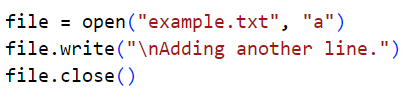 file = open("example.txt", "a")
file.write("\nAdding another line.")
file.close()